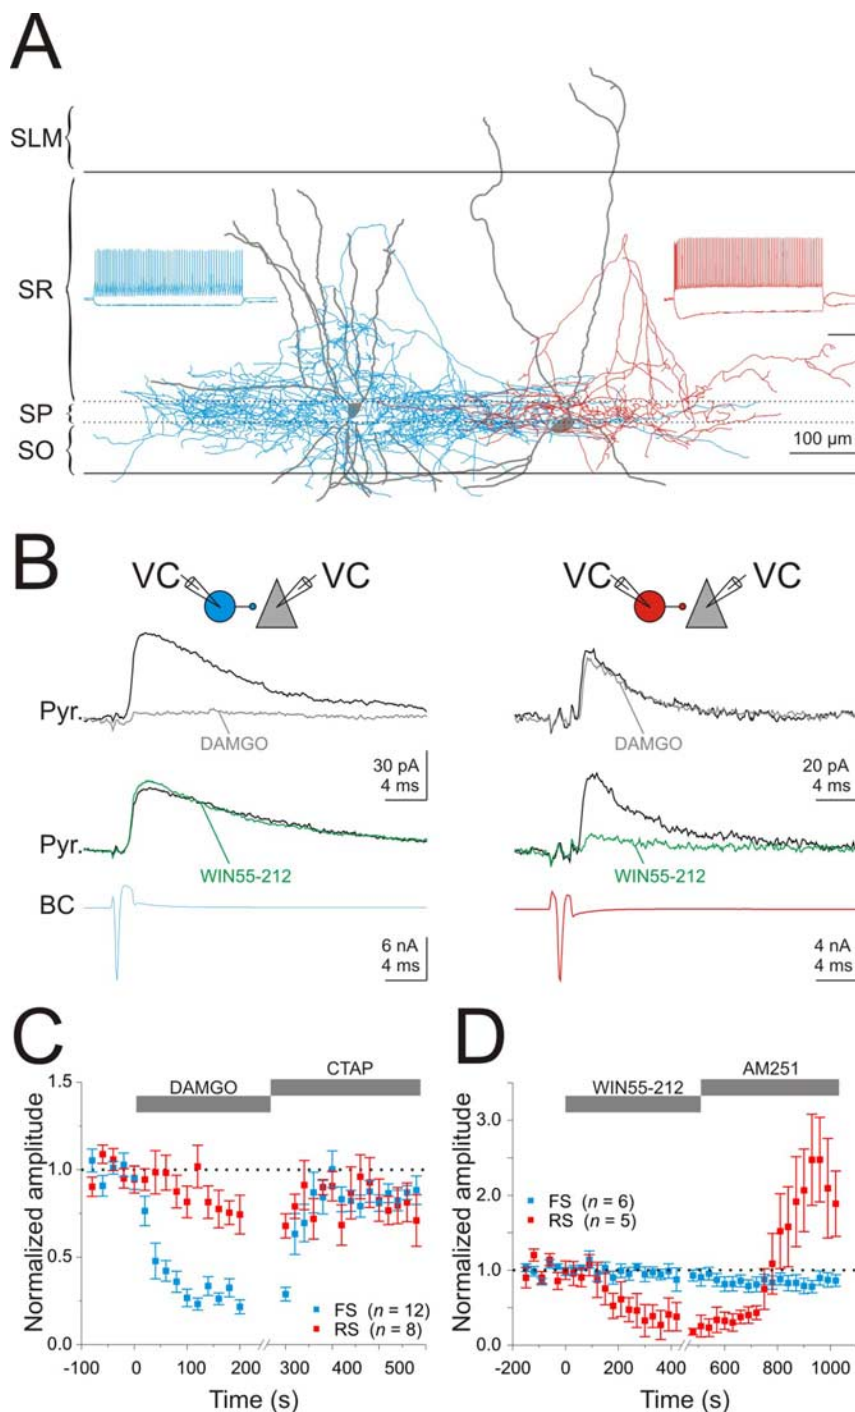 A
SLM
SR
SP
SO
100 µm
B
VC VC VC VC
Pyr.
DAMGO DAMGO
30 pA
4 ms
20 pA
4 ms
Pyr.
WIN55-212 WIN55-212
BC
6 nA
4 ms
4 nA
4 ms
C
CTAP
DAMGO
Normalized amplitude
1.5
1.0
0.5
0.0
FS (n = 12)
RS (n = 8)
-100 0 100 200 300 400 500
Time (s)
D
AM251
WIN55-212
Normalized amplitude
3.0
2.0
1.0
0.0
FS (n = 6)
RS (n = 5)
-200 0 200 400 600 800 1000
Time (s)